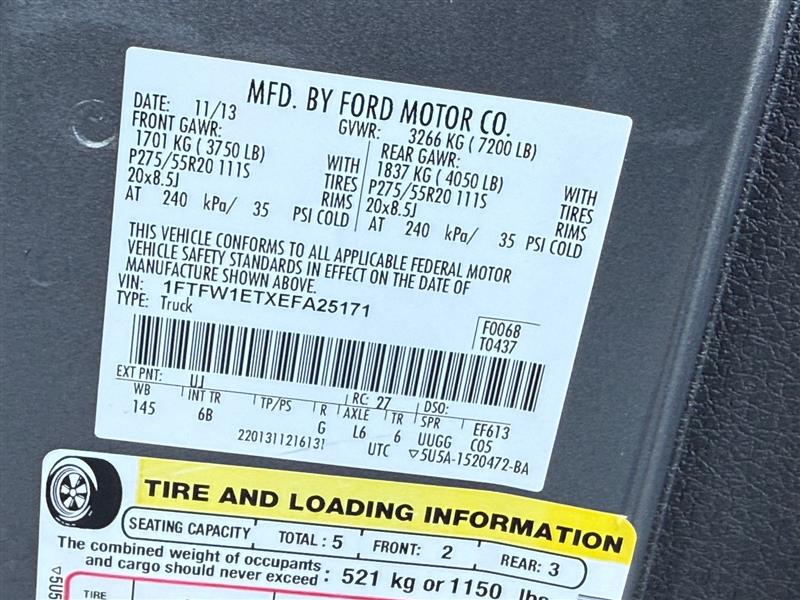 MFD. BY FORD MOTOR CO.
DATE: 11/13 GVWR: 3266 KG ( 7200 LB)
FRONT GAWR: REAR GAWR:
1701 KG ( 3750 LB) WITH 1837 KG ( 4050 LB) WITH
P275/55R20 111S TIRES P275/55R20 111S TIRES
20x8.5J RIMS 20x8.5J RIMS
AT 240 kPa/ 35 PSI COLD AT 240 kPa/ 35 PSI COLD
THIS VEHICLE CONFORMS TO ALL APPLICABLE FEDERAL MOTOR
VEHICLE SAFETY STANDARDS IN EFFECT ON THE DATE OF
MANUFACTURE SHOWN ABOVE.
VIN: 1FTFW1ETXEFA25171
TYPE: Truck
F0068
T0437
EXT PNT: UJ RC: 27 DSO:
WB INT TR TP/PS R AXLE TR SPR EF613
145 6B G L6 6 UUGG C05
2201311216131 UTC ▽5U5A-1520472-BA
TIRE AND LOADING INFORMATION
SEATING CAPACITY TOTAL : 5 FRONT: 2 REAR: 3
The combined weight of occupants
and cargo should never exceed : 521 kg or 1150 lbs
TIRE
▽5U5